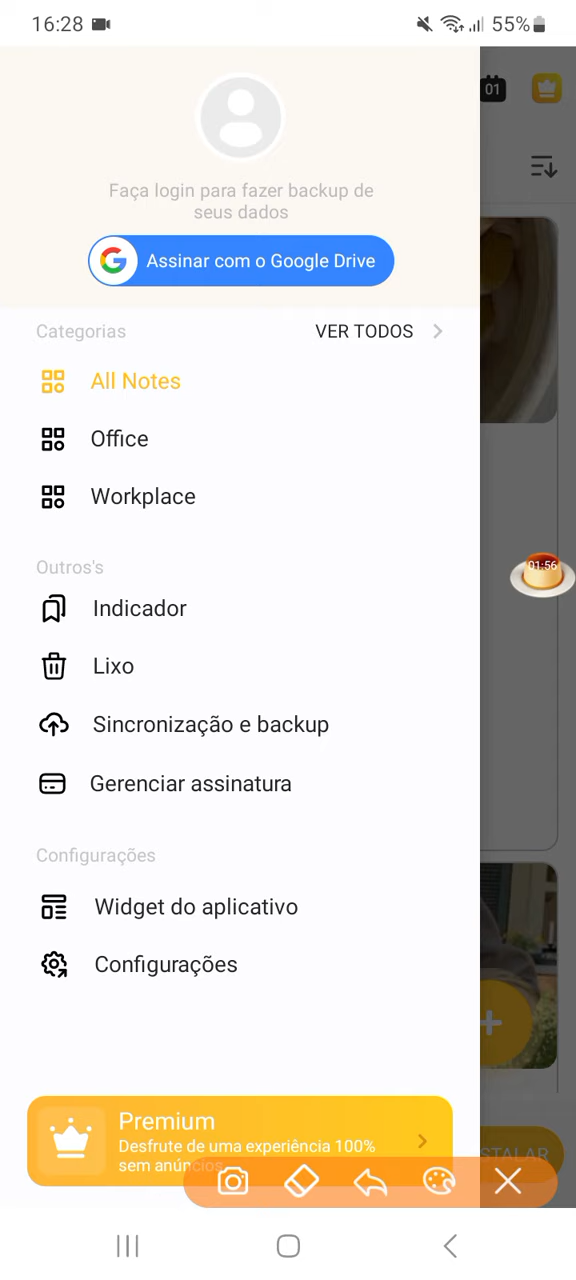 16:28
55%
01
Faça login para fazer backup de
seus dados
Assinar com o Google Drive
Categorias
VER TODOS
All Notes
Office
Workplace
01:56
Outros's
Indicador
Lixo
Sincronização e backup
Gerenciar assinatura
Configurações
Widget do aplicativo
Configurações
Premium
Desfrute de uma experiência 100%
sem anúncios
STALAR